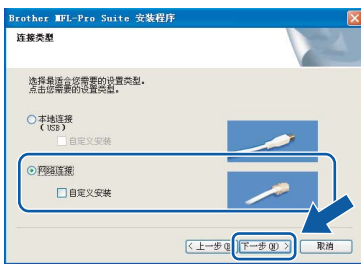 Brother MFL-Pro Suite 安装程序
连接类型
选择最适合您需要的设置类型。
点击您需要的设置类型。
本地连接
(USB)
自定义安装
网络连接
自定义安装
< 上一步(B) 下一步(N) > 取消